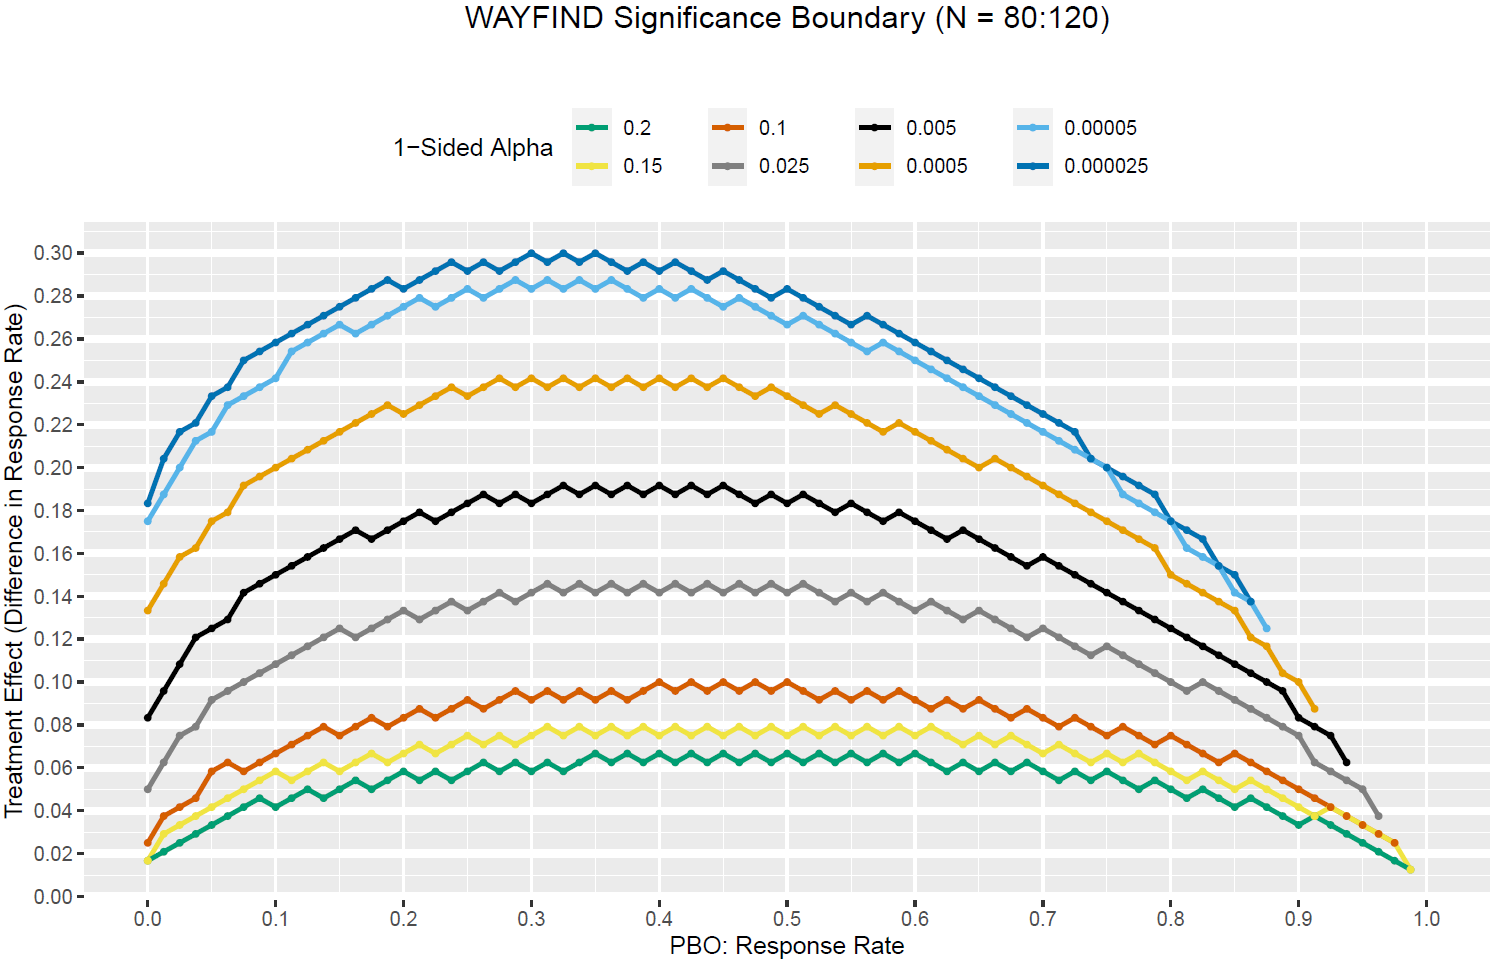 WAYFIND Significance Boundary (N = 80:120)
1−Sided Alpha
0.2 0.1 0.005 0.00005
0.15 0.025 0.0005 0.000025
Treatment Effect (Difference in Response Rate)
0.30
0.28
0.26
0.24
0.22
0.20
0.18
0.16
0.14
0.12
0.10
0.08
0.06
0.04
0.02
0.00
0.0 0.1 0.2 0.3 0.4 0.5 0.6 0.7 0.8 0.9 1.0
PBO: Response Rate